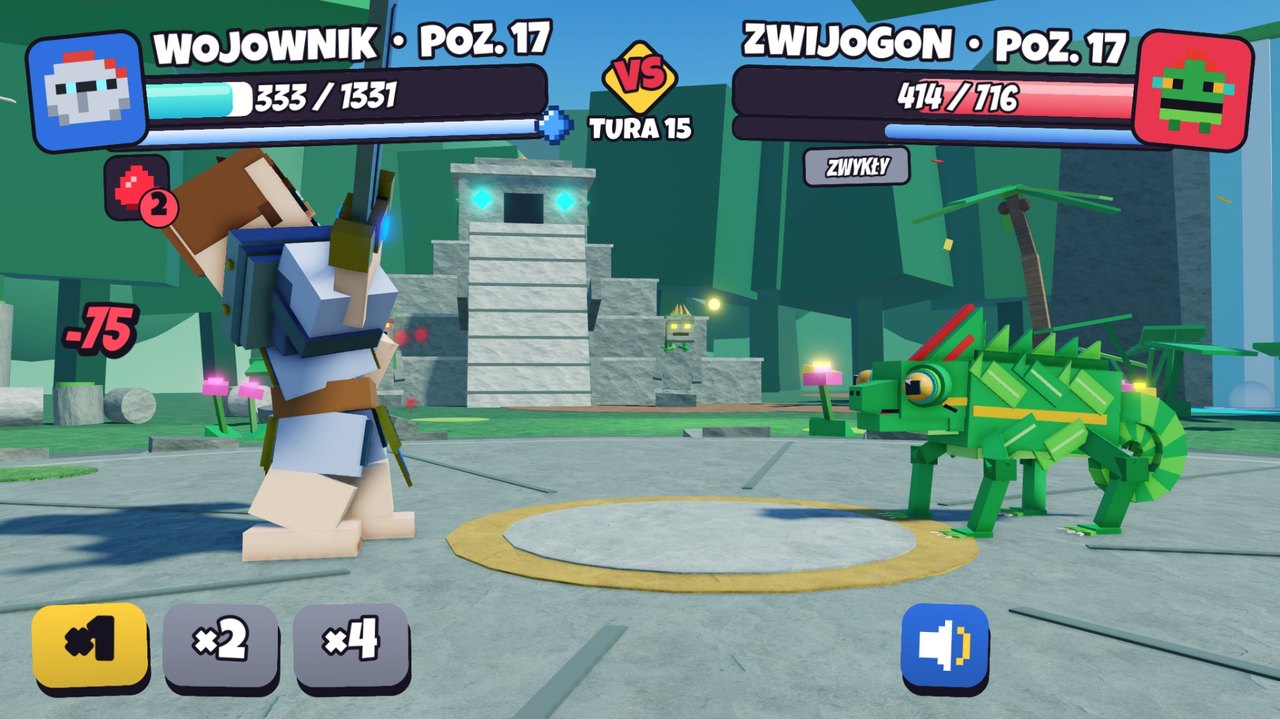 WOJOWNIK • POZ. 17
333 / 1331
VS
TURA 15
ZWIJOGON • POZ. 17
414 / 716
ZWYKŁY
2
-75
×1
×2
×4